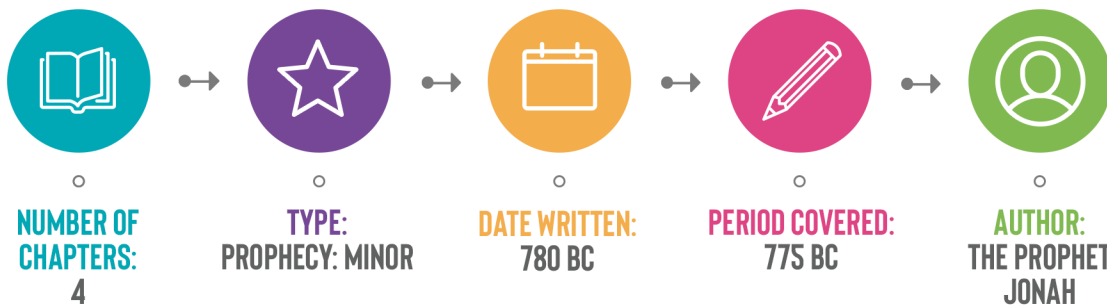 NUMBER OF
CHAPTERS:
4
TYPE:
PROPHECY: MINOR
DATE WRITTEN:
780 BC
PERIOD COVERED:
775 BC
AUTHOR:
THE PROPHET
JONAH